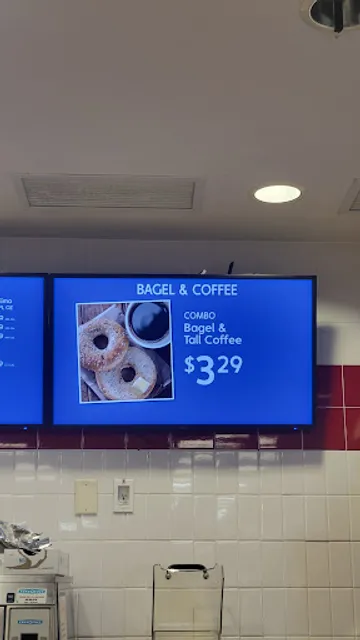 BAGEL & COFFEE
COMBO
Bagel &
Tall Coffee
$3 29